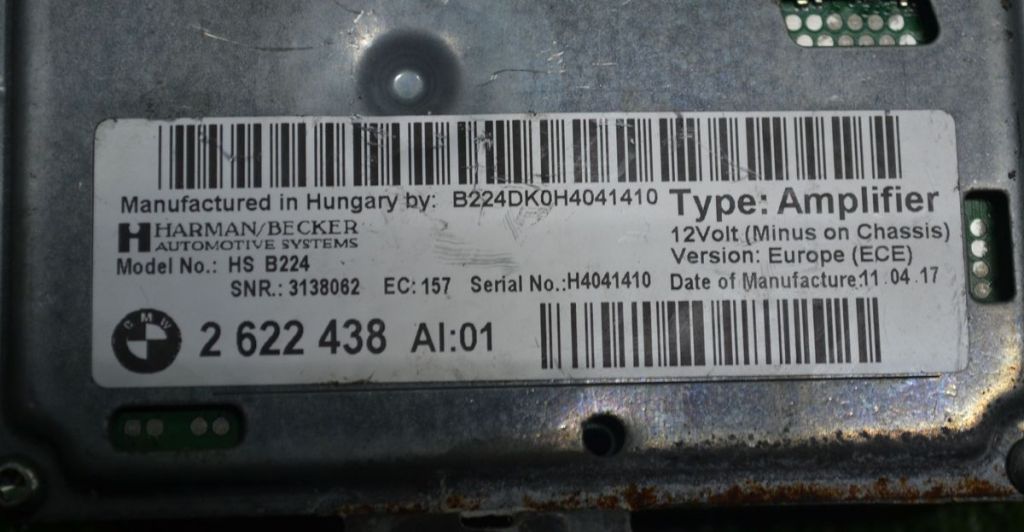 Manufactured in Hungary by: B224DK0H4041410 Type: Amplifier
HARMAN/BECKER
AUTOMOTIVE SYSTEMS
12Volt (Minus on Chassis)
Version: Europe (ECE)
Model No.: HS B224
SNR.: 3138062 EC: 157 Serial No.:H4041410 Date of Manufacture:11 04 17
BMW
2 622 438 AI:01